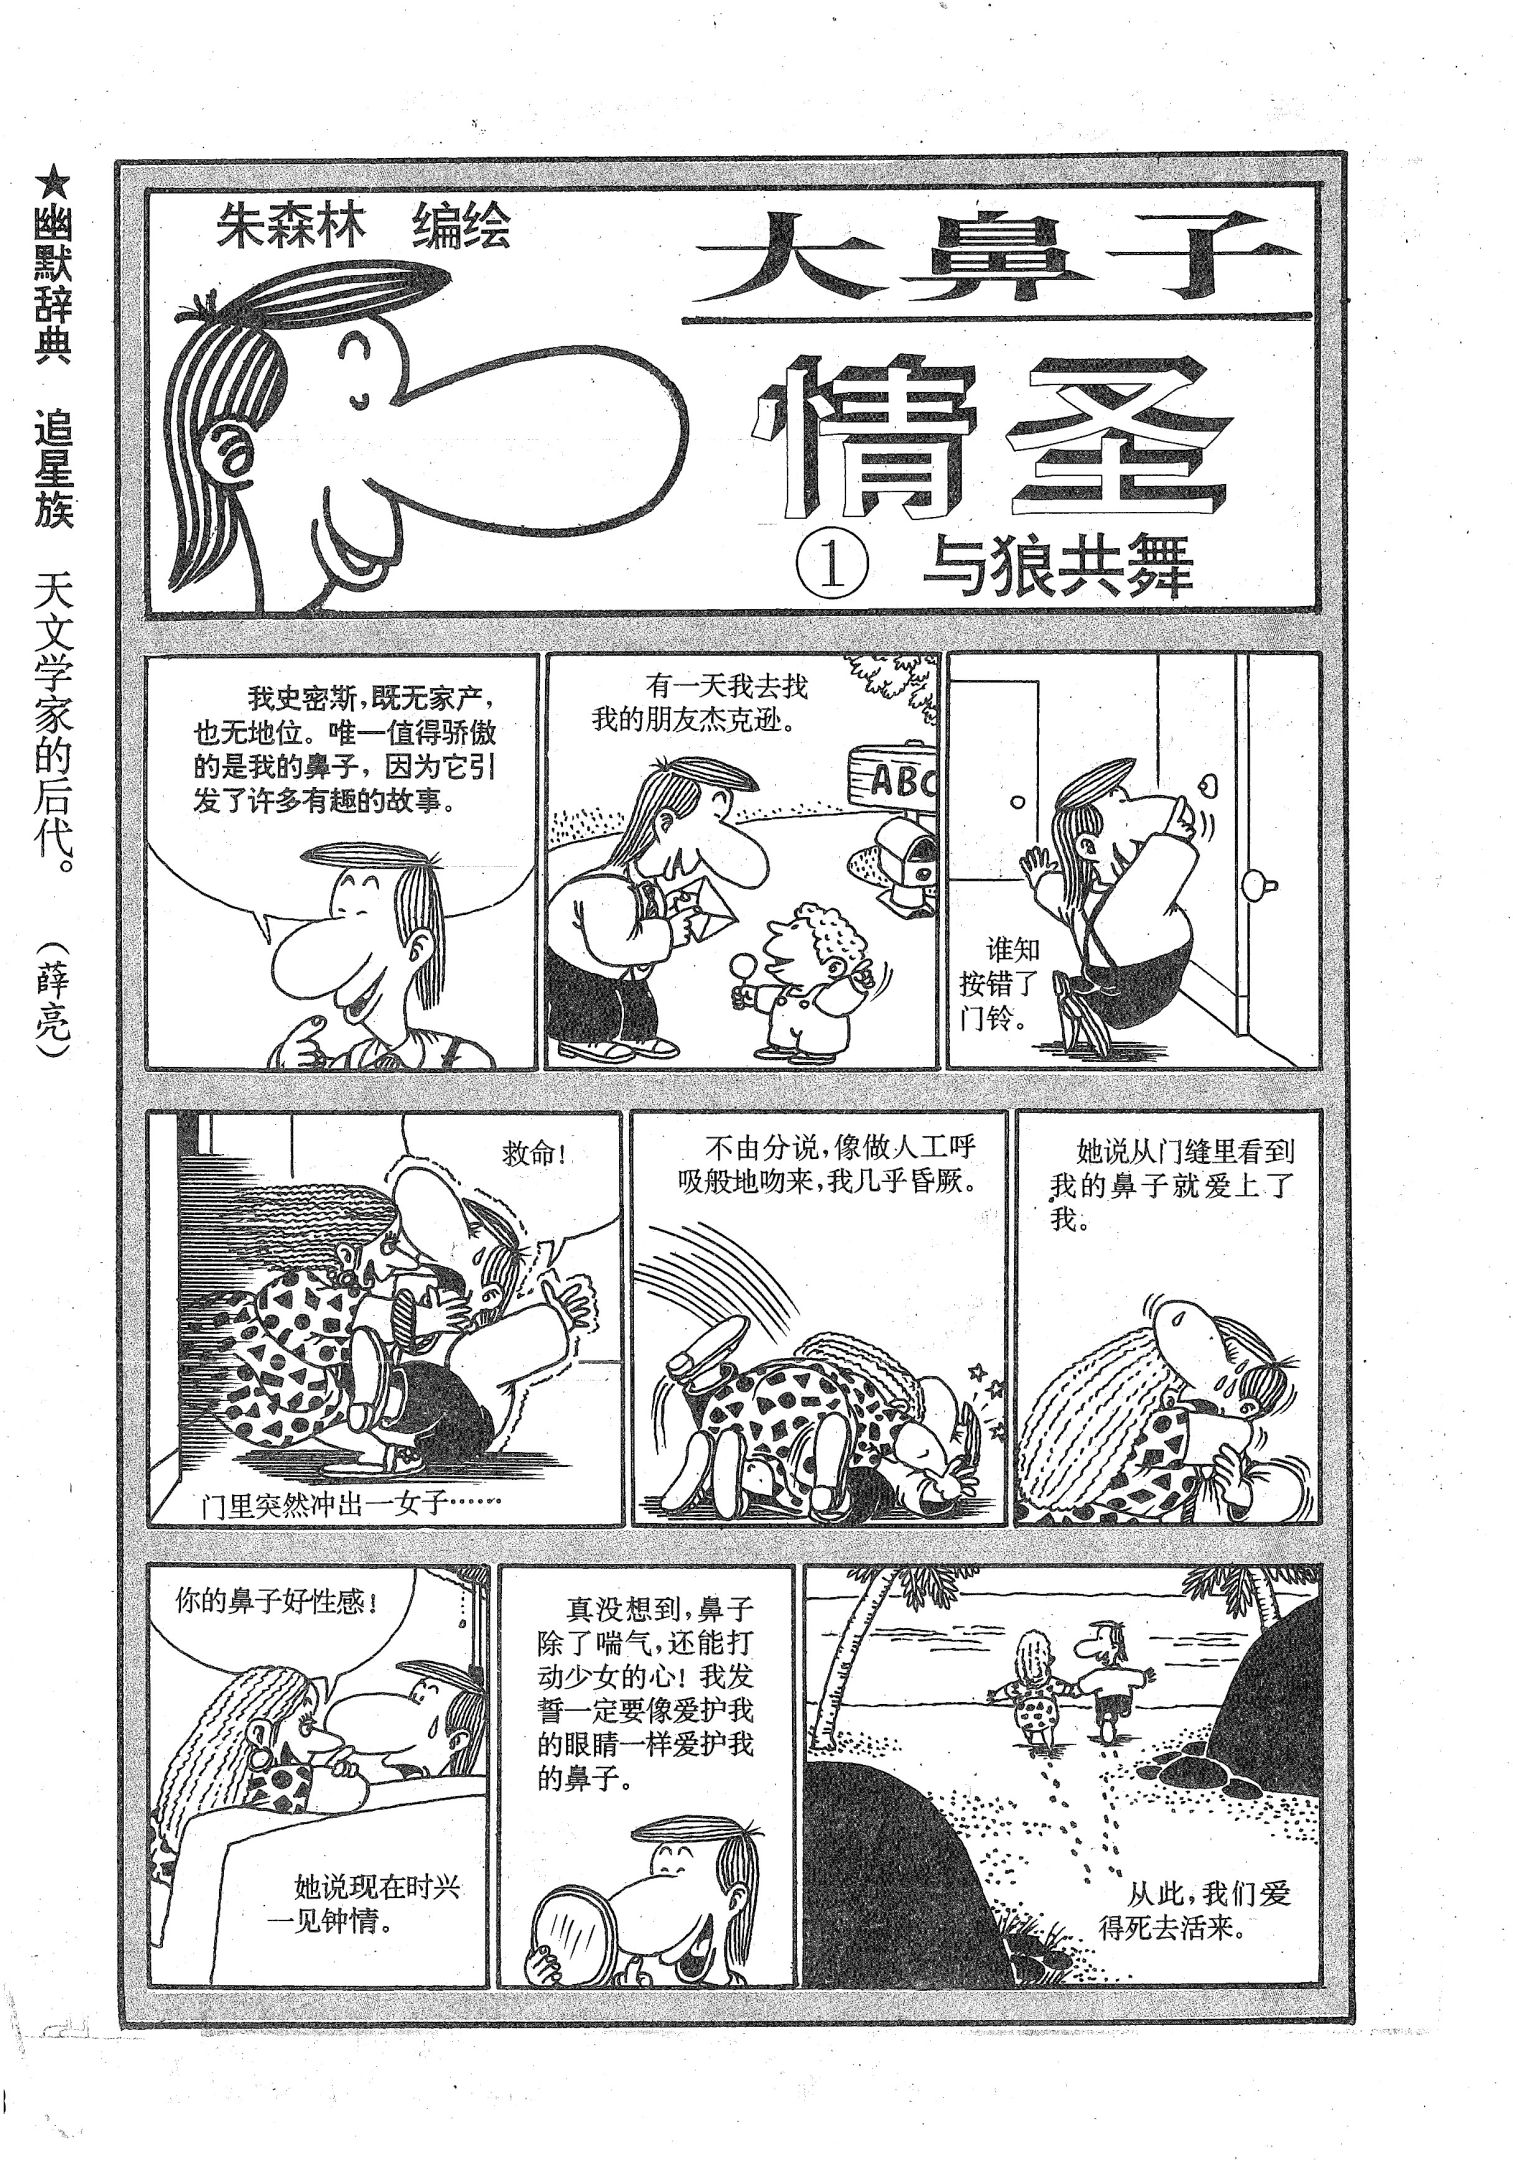 ★幽默辞典 追星族 天文学家的后代。 （薛亮）
朱森林 编绘
大鼻子
情圣
① 与狼共舞
我史密斯，既无家产，
也无地位。唯一值得骄傲
的是我的鼻子，因为它引
发了许多有趣的故事。
有一天我去找
我的朋友杰克逊。
ABC
谁知
按错了
门铃。
救命！
门里突然冲出一女子……
不由分说，像做人工呼
吸般地吻来，我几乎昏厥。
她说从门缝里看到
我的鼻子就爱上了
我。
你的鼻子好性感！
她说现在时兴
一见钟情。
真没想到，鼻子
除了喘气，还能打
动少女的心！我发
誓一定要像爱护我
的眼睛一样爱护我
的鼻子。
从此，我们爱
得死去活来。